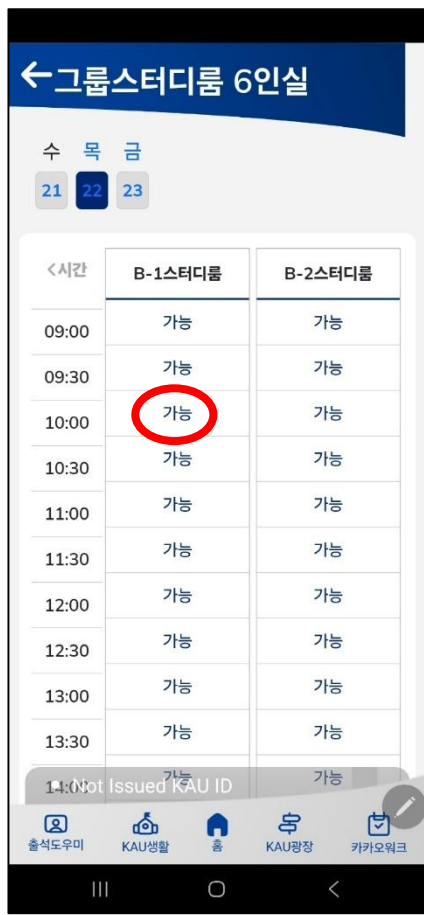 ←그룹스터디룸 6인실
수 목 금
21 22 23
<시간 B-1스터디룸 B-2스터디룸
09:00 가능 가능
09:30 가능 가능
10:00 가능 가능
10:30 가능 가능
11:00 가능 가능
11:30 가능 가능
12:00 가능 가능
12:30 가능 가능
13:00 가능 가능
13:30 가능 가능
14:00 가능 가능
Not Issued KAU ID
출석도우미 KAU생활 홈 KAU광장 카카오워크